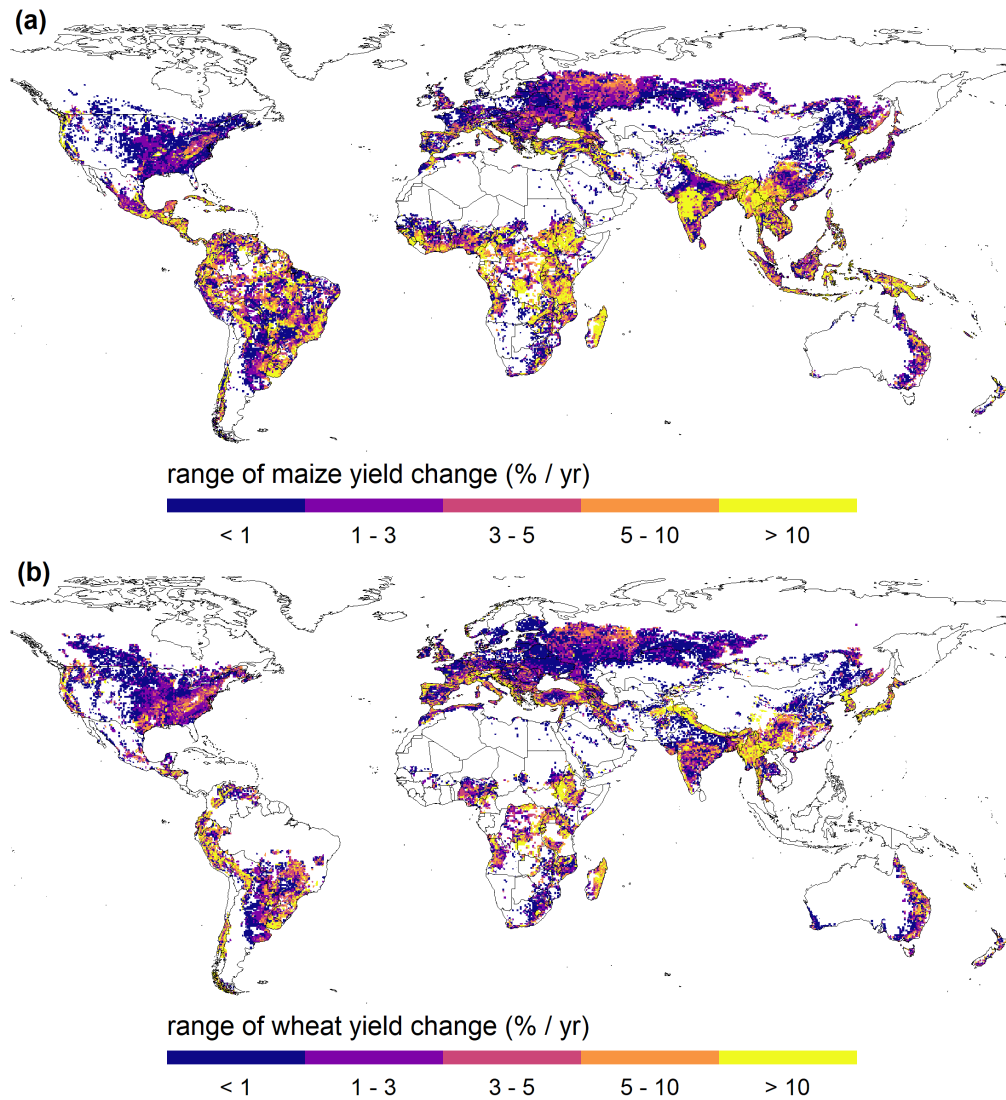 (a)
range of maize yield change (% / yr)
< 1 1 - 3 3 - 5 5 - 10 > 10
(b)
range of wheat yield change (% / yr)
< 1 1 - 3 3 - 5 5 - 10 > 10